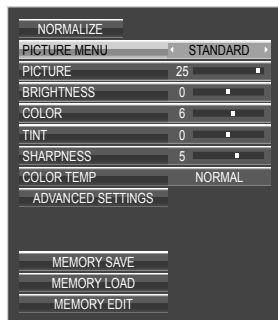 NORMALIZE
PICTURE MENU STANDARD
PICTURE 25
BRIGHTNESS 0
COLOR 6
TINT 0
SHARPNESS 5
COLOR TEMP NORMAL
ADVANCED SETTINGS
MEMORY SAVE
MEMORY LOAD
MEMORY EDIT